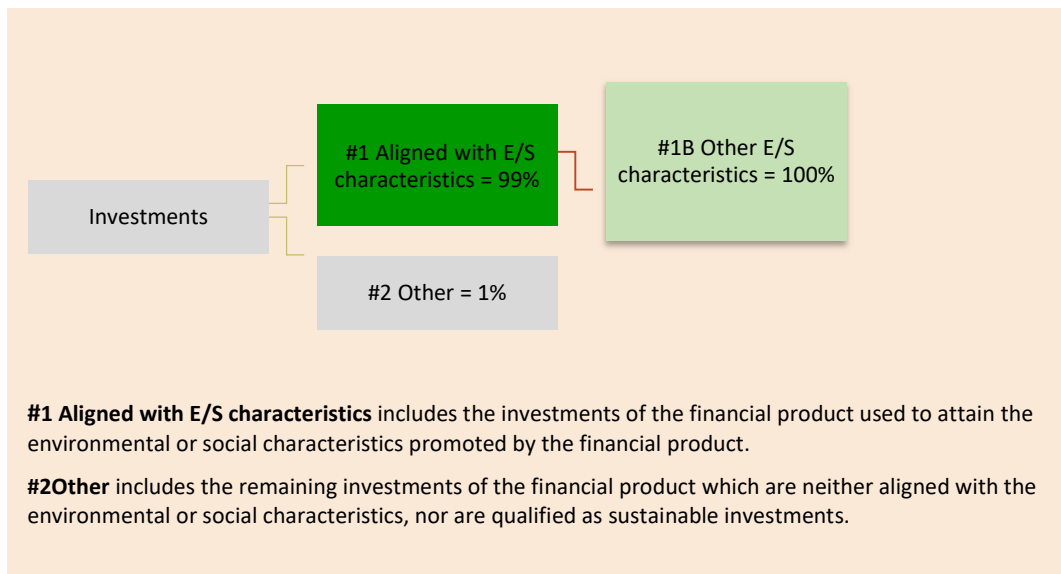 #1 Aligned with E/S
characteristics = 99%
#1B Other E/S
characteristics = 100%
Investments
#2 Other = 1%
#1 Aligned with E/S characteristics includes the investments of the financial product used to attain the
environmental or social characteristics promoted by the financial product.
#2Other includes the remaining investments of the financial product which are neither aligned with the
environmental or social characteristics, nor are qualified as sustainable investments.